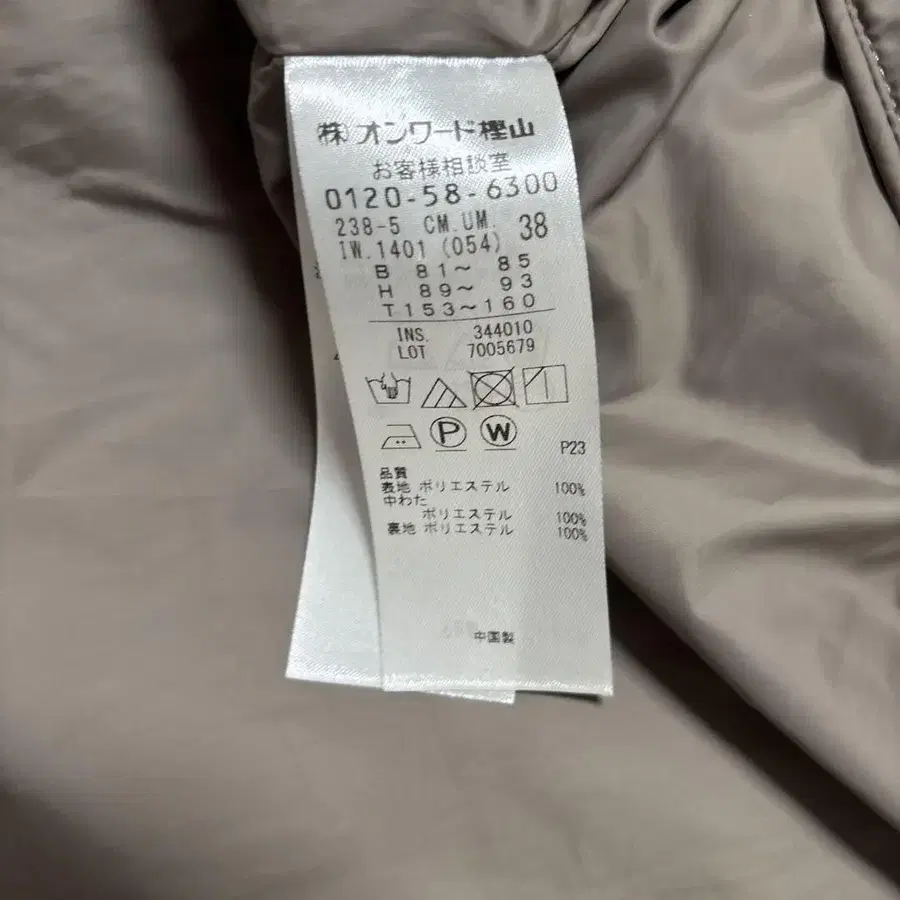 ㈱オンワード樫山
お客様相談室
0120-58-6300
238-5 CM.UM. 38
IW.1401 (054)
B 81～ 85
H 89～ 93
T153～160
INS. 344010
LOT 7005679
P W
P23
品質
表地 ポリエステル 100%
中わた
ポリエステル 100%
裏地 ポリエステル 100%
中国製